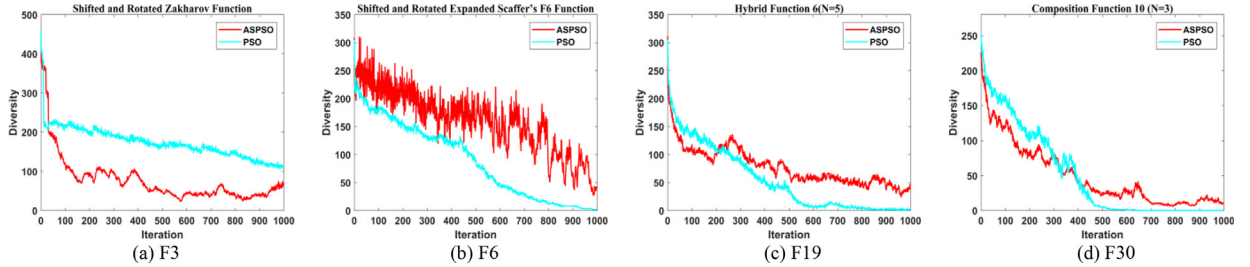 Shifted and Rotated Zakharov Function
500
400
300
200
100
0
Diversity
ASPSO
PSO
100 200 300 400 500 600 700 800 900 1000
Iteration
(a) F3
Shifted and Rotated Expanded Scaffer's F6 Function
350
300
250
200
150
100
50
0
Diversity
ASPSO
PSO
0 100 200 300 400 500 600 700 800 900 1000
Iteration
(b) F6
Hybrid Function 6(N=5)
350
300
250
200
150
100
50
0
Diversity
ASPSO
PSO
100 200 300 400 500 600 700 800 900 1000
Iteration
(c) F19
Composition Function 10 (N=3)
250
200
150
100
50
0
Diversity
ASPSO
PSO
0 100 200 300 400 500 600 700 800 900 1000
Iteration
(d) F30